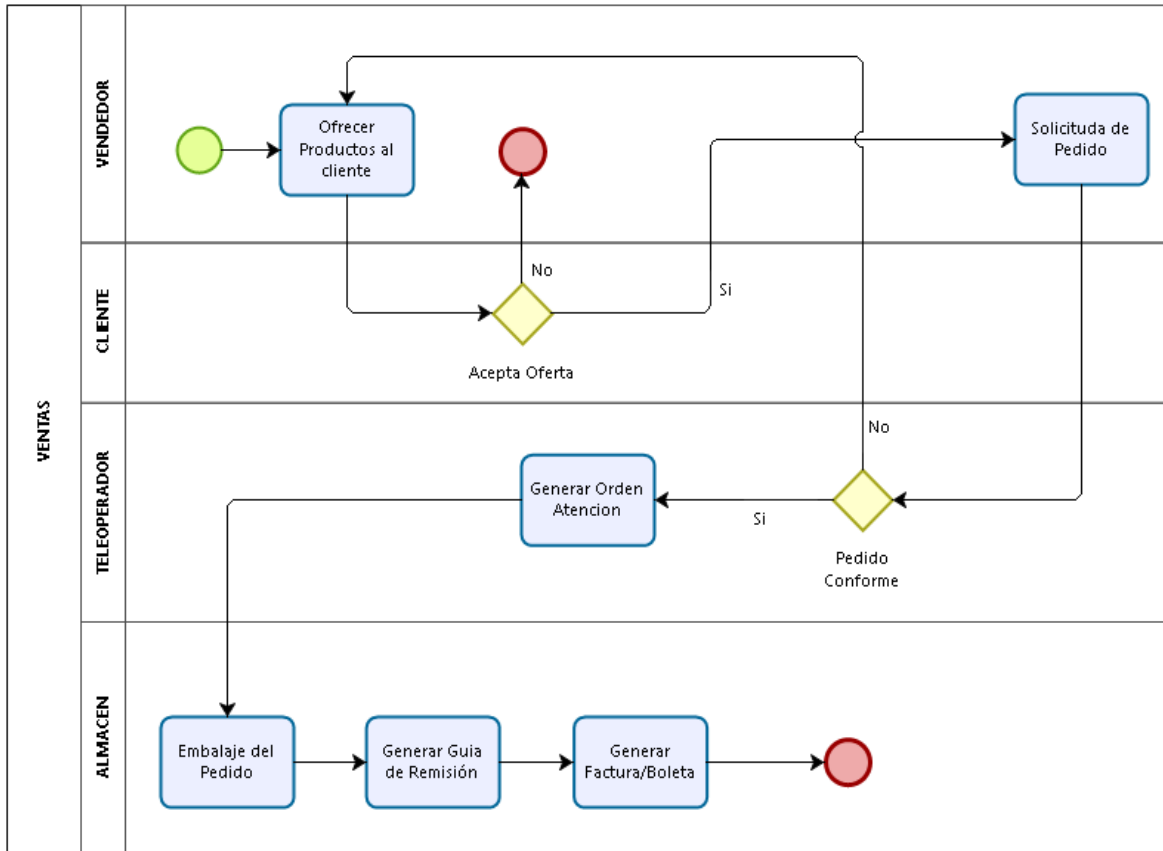 VENTAS
VENDEDOR
Ofrecer
Productos al
cliente
Solicituda de
Pedido
CLIENTE
No
Si
Acepta Oferta
TELEOPERADOR
No
Generar Orden
Atencion
Si
Pedido
Conforme
ALMACEN
Embalaje del
Pedido
Generar Guia
de Remisión
Generar
Factura/Boleta